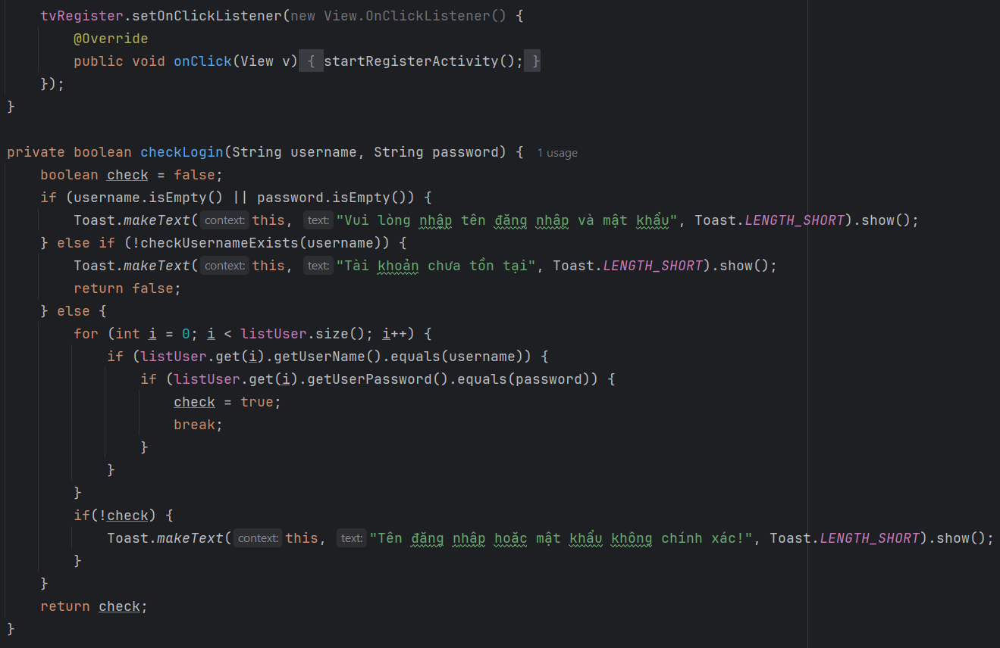 tvRegister.setOnClickListener(new View.OnClickListener() {
@Override
public void onClick(View v) { startRegisterActivity(); }
});
}
private boolean checkLogin(String username, String password) { 1 usage
boolean check = false;
if (username.isEmpty() || password.isEmpty()) {
Toast.makeText( context: this, text: "Vui lòng nhập tên đăng nhập và mật khẩu", Toast.LENGTH_SHORT).show();
} else if (!checkUsernameExists(username)) {
Toast.makeText( context: this, text: "Tài khoản chưa tồn tại", Toast.LENGTH_SHORT).show();
return false;
} else {
for (int i = 0; i < listUser.size(); i++) {
if (listUser.get(i).getUserName().equals(username)) {
if (listUser.get(i).getUserPassword().equals(password)) {
check = true;
break;
}
}
}
if(!check) {
Toast.makeText( context: this, text: "Tên đăng nhập hoặc mật khẩu không chính xác!", Toast.LENGTH_SHORT).show();
}
}
return check;
}